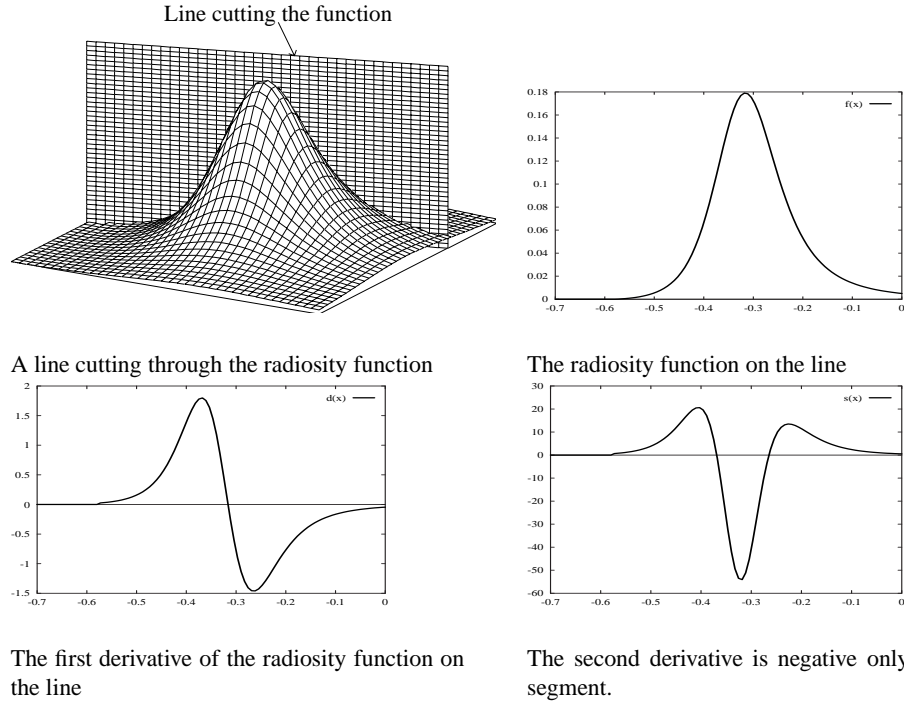 Line cutting the function
0.18
0.16
0.14
0.12
0.1
0.08
0.06
0.04
0.02
0
f(x)
-0.7 -0.6 -0.5 -0.4 -0.3 -0.2 -0.1 0
A line cutting through the radiosity function
The radiosity function on the line
2
1.5
1
0.5
0
-0.5
-1
-1.5
d(x)
-0.7 -0.6 -0.5 -0.4 -0.3 -0.2 -0.1 0
30
20
10
0
-10
-20
-30
-40
-50
-60
s(x)
-0.7 -0.6 -0.5 -0.4 -0.3 -0.2 -0.1 0
The first derivative of the radiosity function on
the line
The second derivative is negative only
segment.